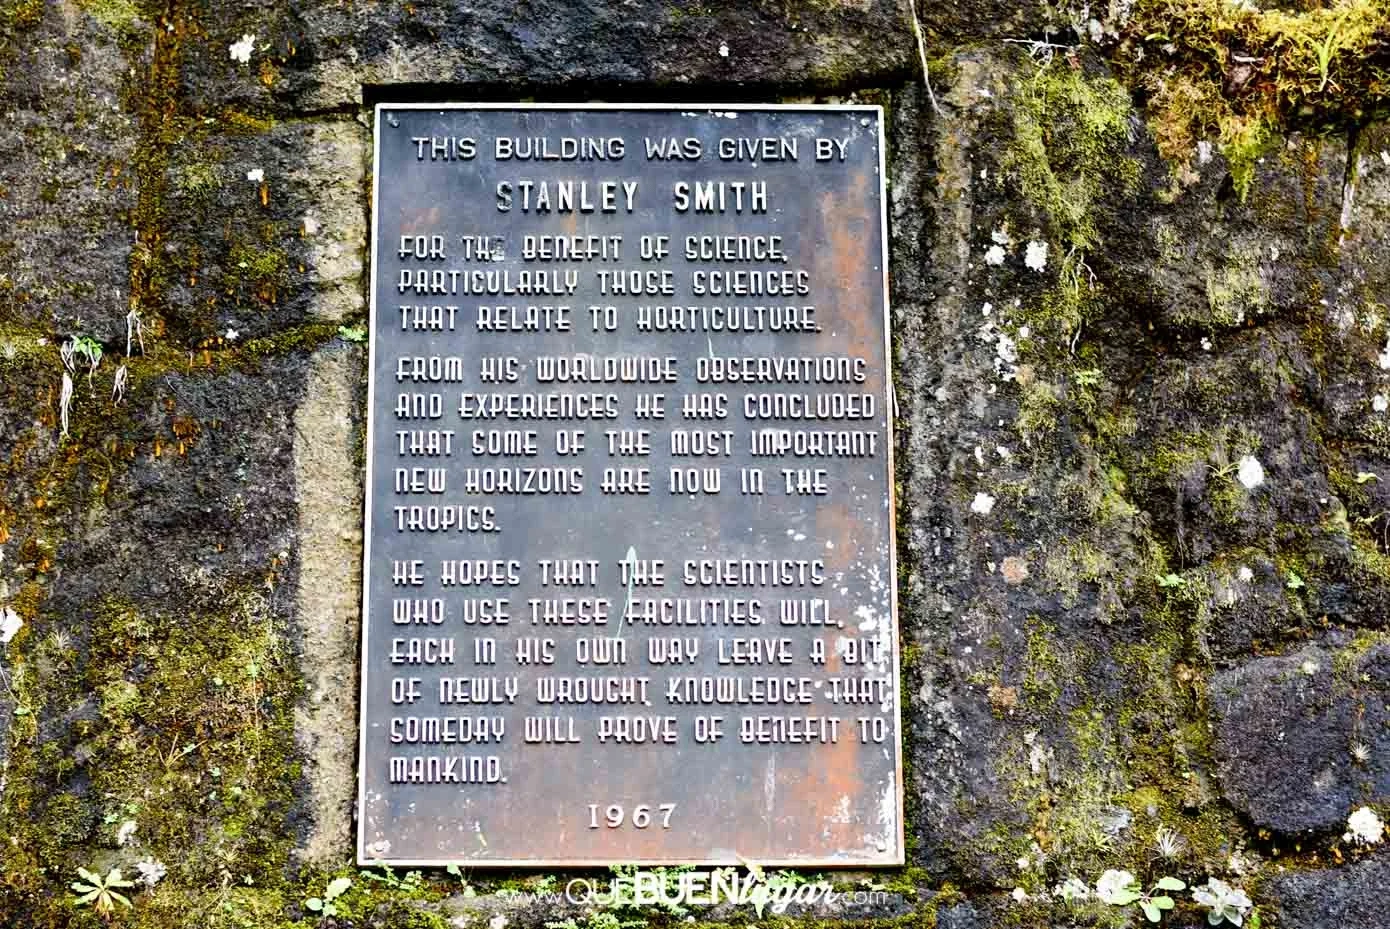 THIS BUILDING WAS GIVEN BY
STANLEY SMITH
FOR THE BENEFIT OF SCIENCE,
PARTICULARLY THOSE SCIENCES
THAT RELATE TO HORTICULTURE.
FROM HIS WORLDWIDE OBSERVATIONS
AND EXPERIENCES HE HAS CONCLUDED
THAT SOME OF THE MOST IMPORTANT
NEW HORIZONS ARE NOW IN THE
TROPICS.
HE HOPES THAT THE SCIENTISTS
WHO USE THESE FACILITIES WILL,
EACH IN HIS OWN WAY LEAVE A BIT
OF NEWLY WROUGHT KNOWLEDGE THAT
SOMEDAY WILL PROVE OF BENEFIT TO
MANKIND.
1967
www.QUEBUENlugar.com